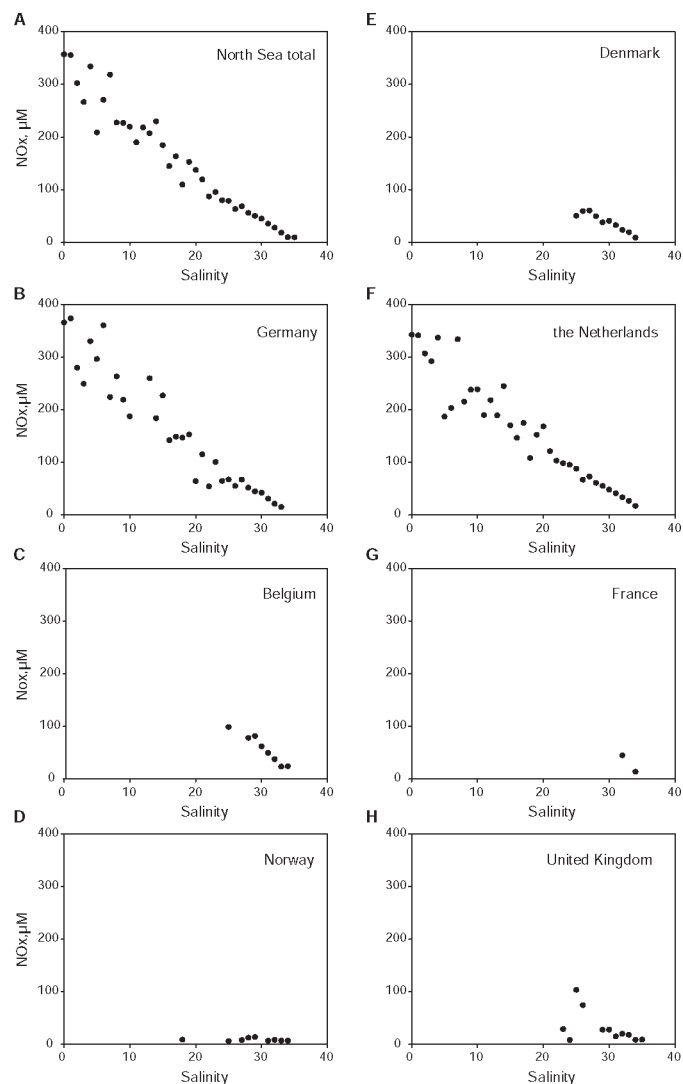 A
North Sea total
NOx, µM
400
300
200
100
0
0 10 20 30 40
Salinity
B
Germany
NOx,µM
400
300
200
100
0
0 10 20 30 40
Salinity
C
Belgium
Nox,µM
400
300
200
100
0
0 10 20 30 40
Salinity
D
Norway
NOx,µM
400
300
200
100
0
0 10 20 30 40
Salinity
E
Denmark
400
300
200
100
0
0 10 20 30 40
Salinity
F
the Netherlands
400
300
200
100
0
0 10 20 30 40
Salinity
G
France
400
300
200
100
0
0 10 20 30 40
Salinity
H
United Kingdom
400
300
200
100
0
0 10 20 30 40
Salinity